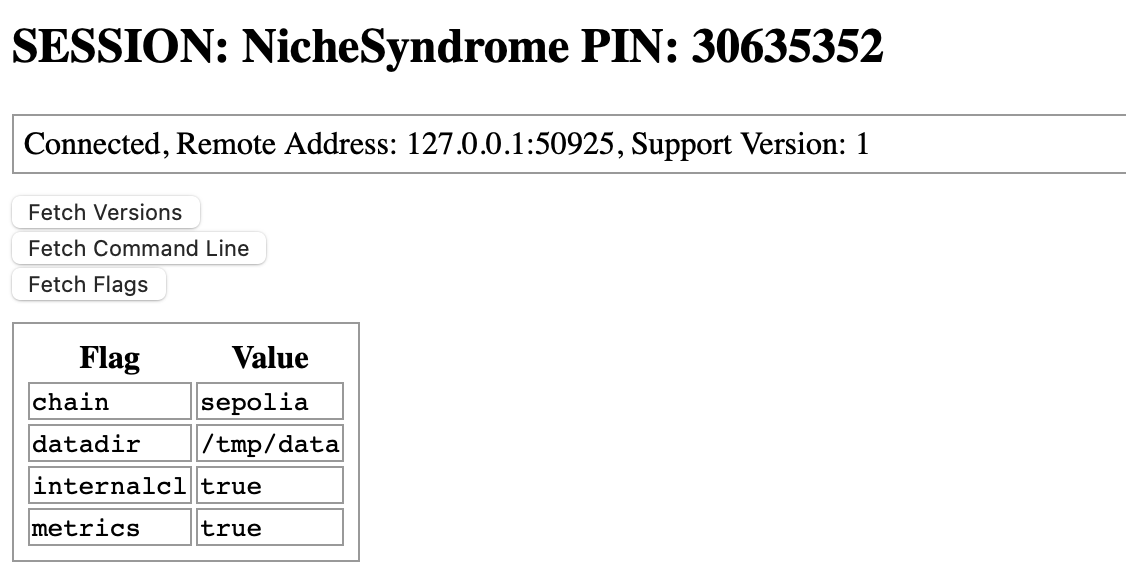 SESSION: NicheSyndrome PIN: 30635352
Connected, Remote Address: 127.0.0.1:50925, Support Version: 1
Fetch Versions
Fetch Command Line
Fetch Flags
Flag Value
chain sepolia
datadir /tmp/data
internalcl true
metrics true